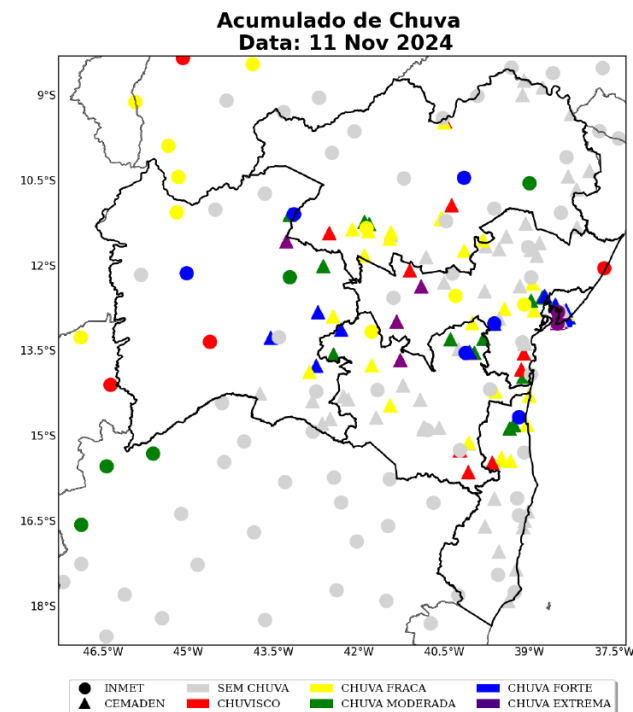 Acumulado de Chuva
Data: 11 Nov 2024
9°S
10.5°S
12°S
13.5°S
15°S
16.5°S
18°S
46.5°W 45°W 43.5°W 42°W 40.5°W 39°W 37.5°W
INMET SEM CHUVA CHUVA FRACA CHUVA FORTE
CEMADEN CHUVISCO CHUVA MODERADA CHUVA EXTREMA